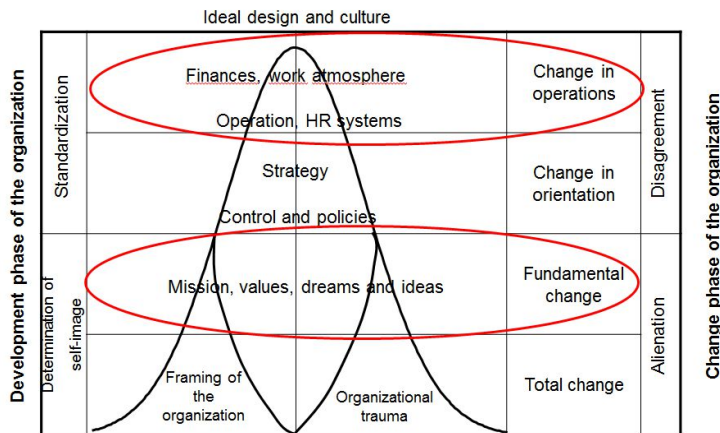 Ideal design and culture
Development phase of the organization
Standardization
Determination of
self-image
Finances, work atmosphere
Operation, HR systems
Strategy
Control and policies
Mission, values, dreams and ideas
Framing of
the
organization
Organizational
trauma
Change in
operations
Change in
orientation
Fundamental
change
Total change
Disagreement
Alienation
Change phase of the organization